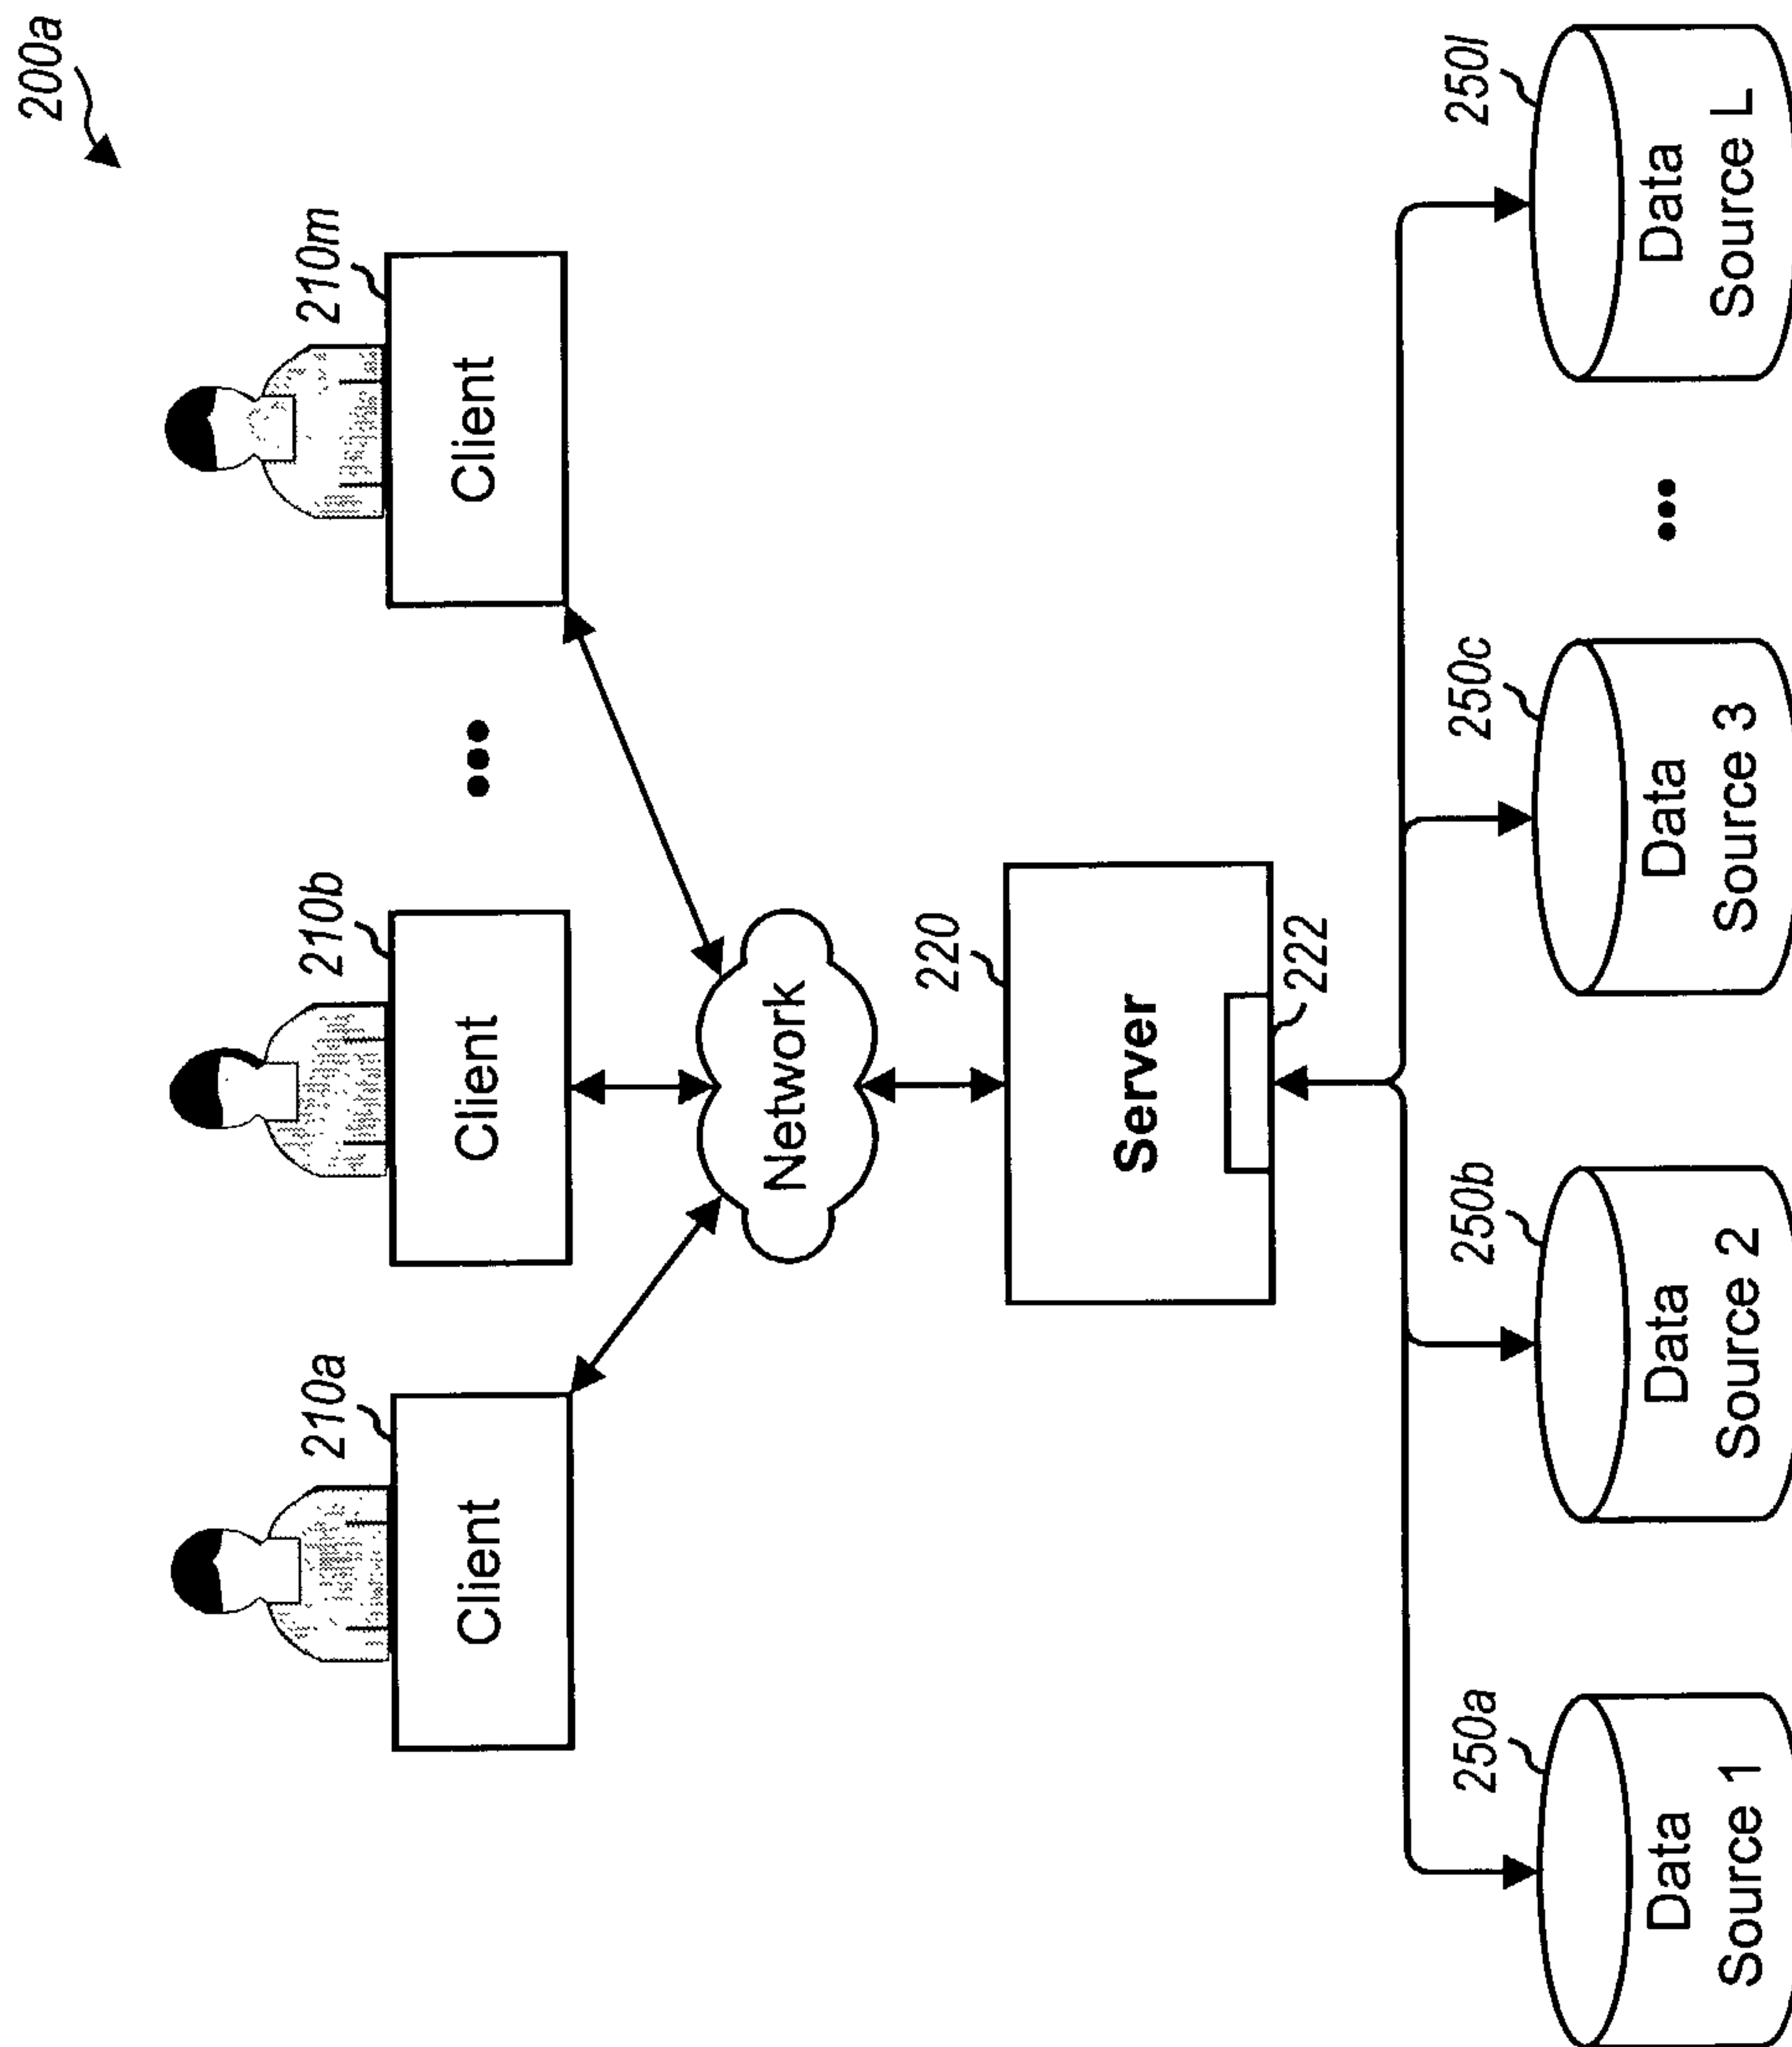 200a
210a
210b
210m
Client
Client
•••
Client
Network
220
Server
222
250a
250b
250c
250l
Data
Source 1
Data
Source 2
Data
Source 3
•••
Data
Source L